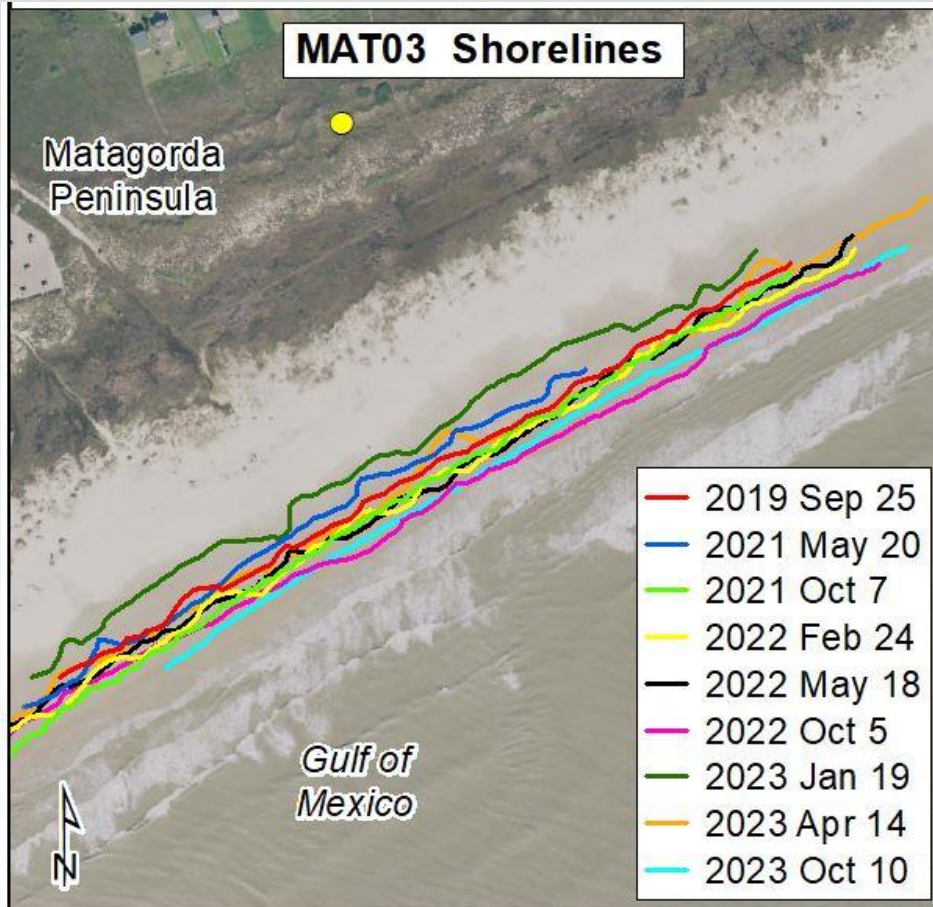 MAT03 Shorelines
Matagorda
Peninsula
2019 Sep 25
2021 May 20
2021 Oct 7
2022 Feb 24
2022 May 18
2022 Oct 5
2023 Jan 19
2023 Apr 14
2023 Oct 10
Gulf of
Mexico
N